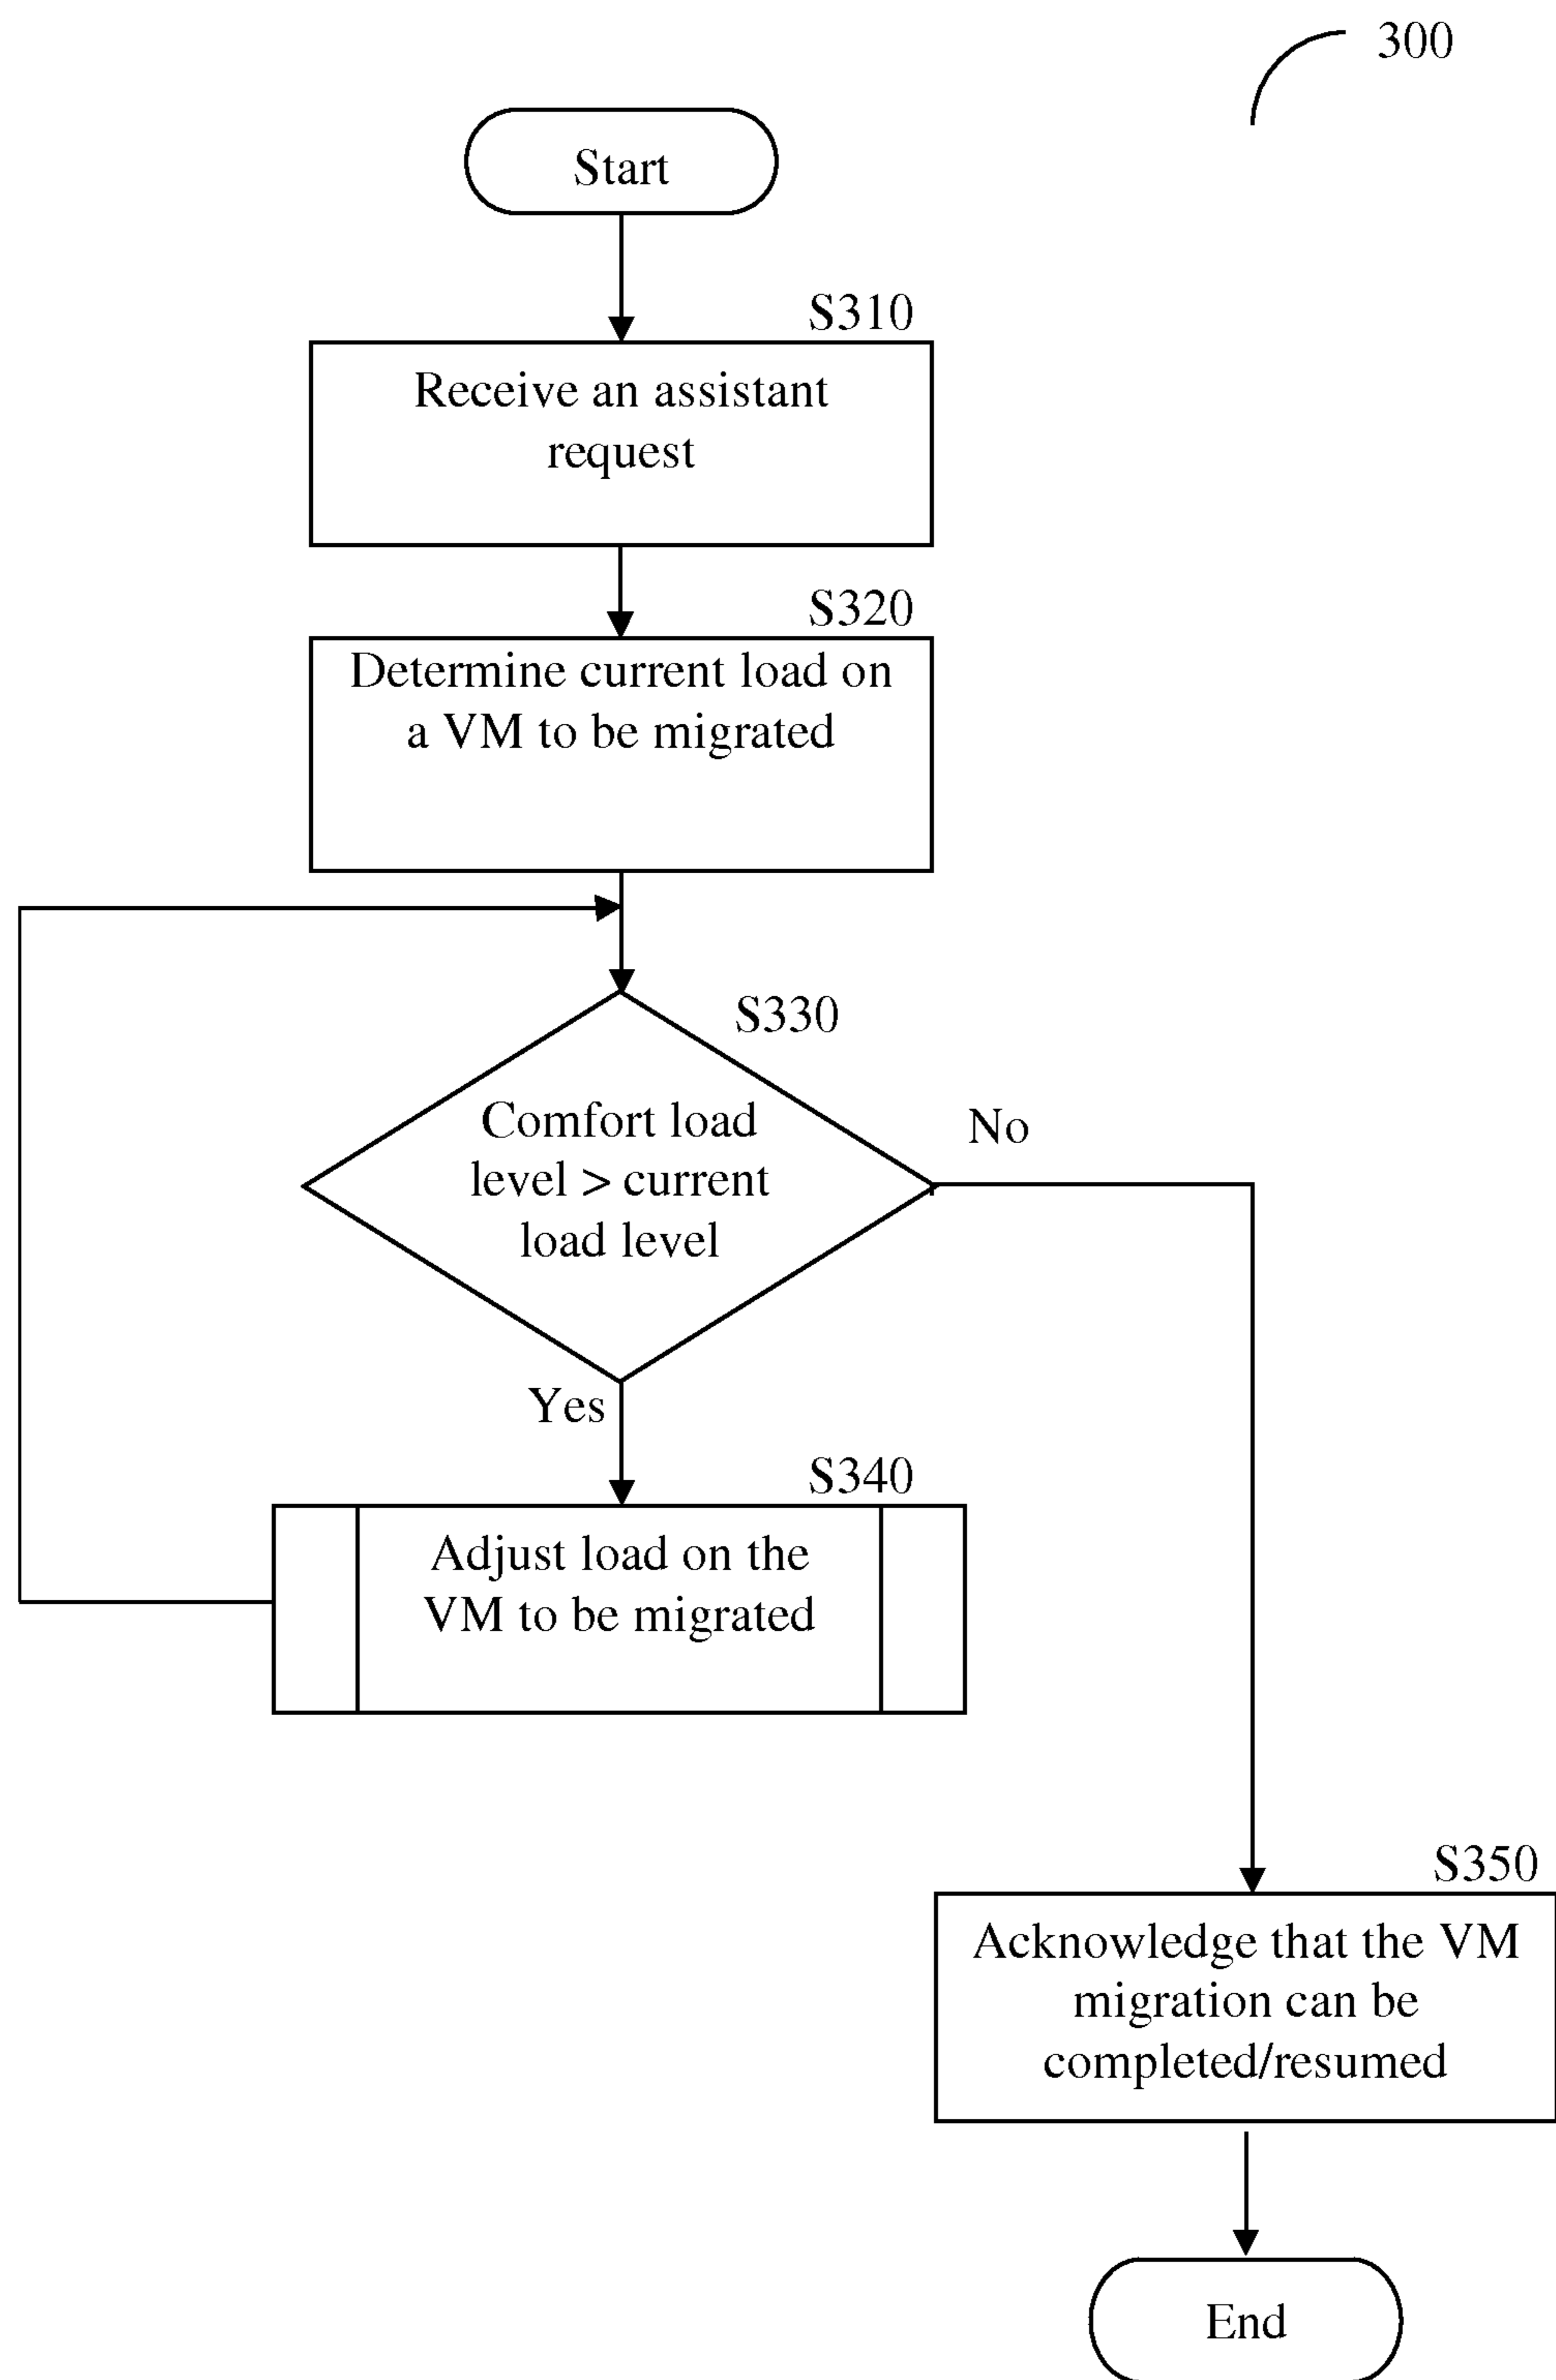 300
Start
S310
Receive an assistant
request
S320
Determine current load on
a VM to be migrated
S330
Comfort load
level > current
load level
No
Yes
S340
Adjust load on the
VM to be migrated
S350
Acknowledge that the VM
migration can be
completed/resumed
End